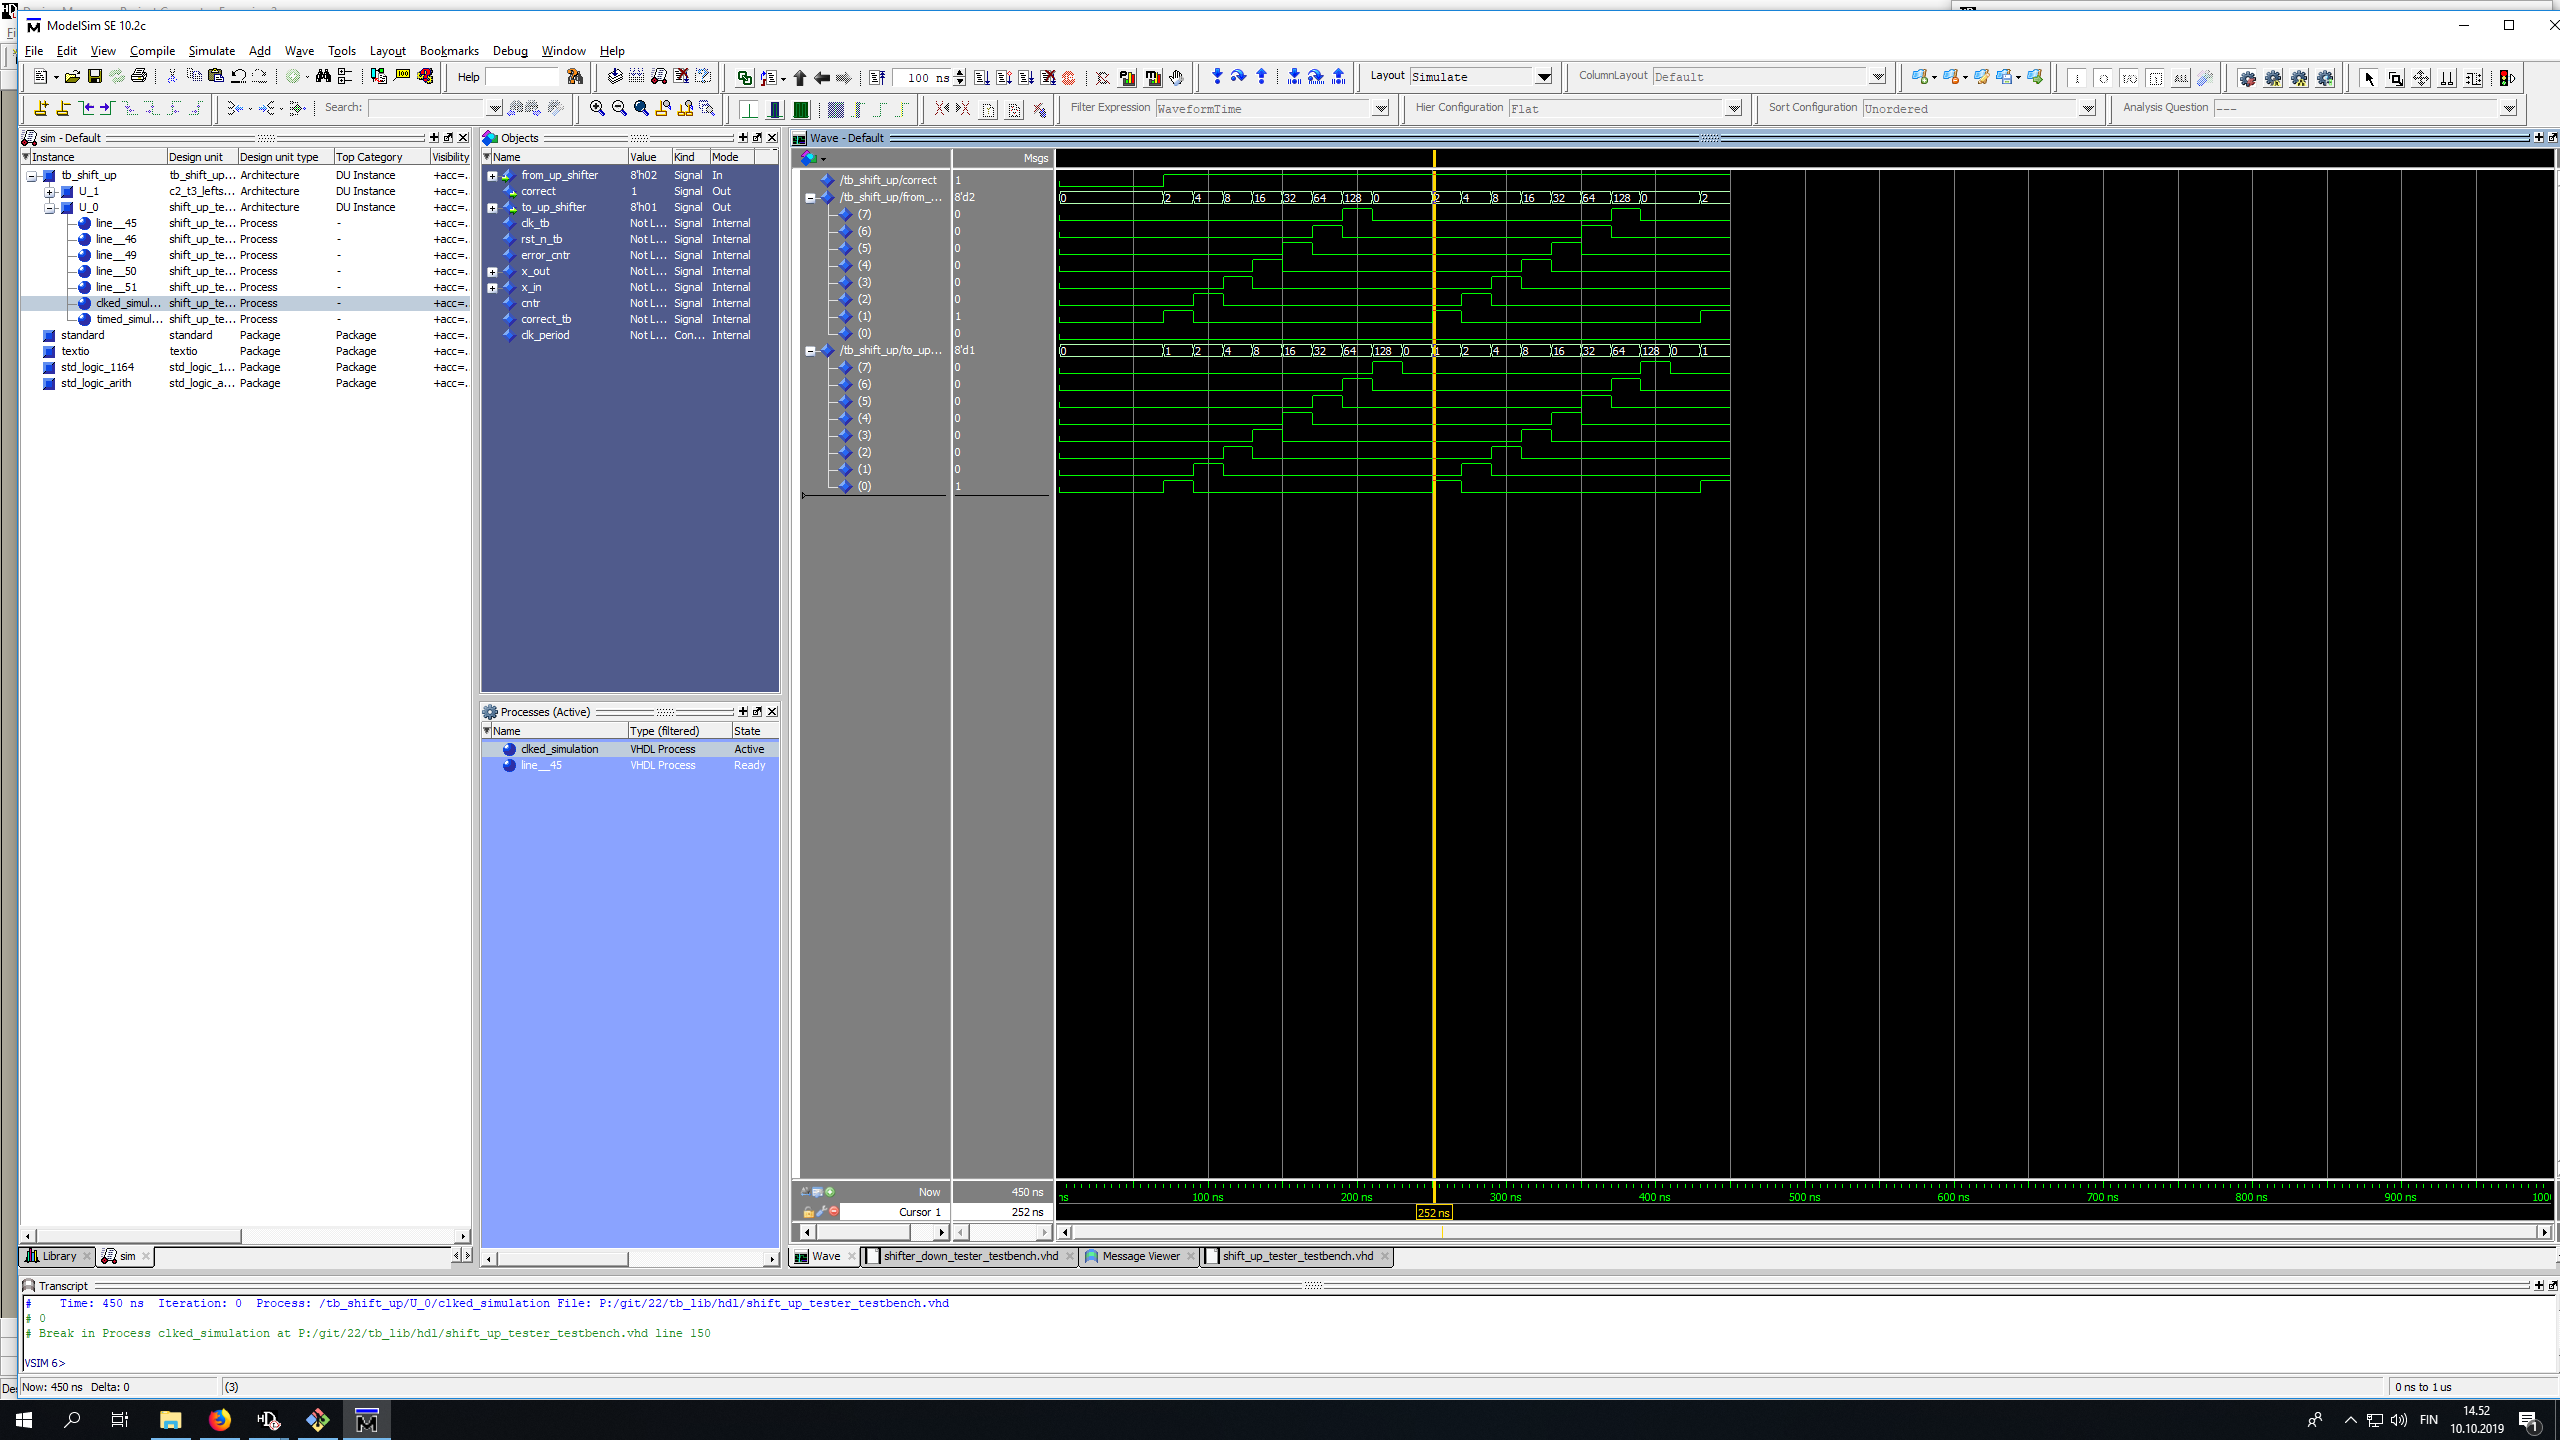 ModelSim SE 10.2c
File Edit View Compile Simulate Add Wave Tools Layout Bookmarks Debug Window Help
Help 100 ns Layout Simulate ColumnLayout Default
Search: Filter Expression WaveformTime Hier Configuration Flat Sort Configuration Unordered Analysis Question ---
sim - Default
Instance Design unit Design unit type Top Category Visibility
tb_shift_up tb_shift_up... Architecture DU Instance +acc=...
U_1 c2_t3_lefts... Architecture DU Instance +acc=...
U_0 shift_up_te... Architecture DU Instance +acc=...
line__45 shift_up_te... Process - +acc=...
line__46 shift_up_te... Process - +acc=...
line__49 shift_up_te... Process - +acc=...
line__50 shift_up_te... Process - +acc=...
line__51 shift_up_te... Process - +acc=...
clked_simul... shift_up_te... Process - +acc=...
timed_simul... shift_up_te... Process - +acc=...
standard standard Package Package +acc=...
textio textio Package Package +acc=...
std_logic_1164 std_logic_1... Package Package +acc=...
std_logic_arith std_logic_a... Package Package +acc=...
Library sim
Objects
Name Value Kind Mode
from_up_shifter 8'h02 Signal In
correct 1 Signal Out
to_up_shifter 8'h01 Signal Out
clk_tb Not L... Signal Internal
rst_n_tb Not L... Signal Internal
error_cntr Not L... Signal Internal
x_out Not L... Signal Internal
x_in Not L... Signal Internal
cntr Not L... Signal Internal
correct_tb Not L... Signal Internal
clk_period Not L... Con... Internal
Processes (Active)
Name Type (filtered) State
clked_simulation VHDL Process Active
line__45 VHDL Process Ready
Wave - Default
Msgs
/tb_shift_up/correct 1
/tb_shift_up/from_... 8'd2 0 2 4 8 16 32 64 128 0 2 4 8 16 32 64 128 0 2
(7) 0
(6) 0
(5) 0
(4) 0
(3) 0
(2) 0
(1) 1
(0) 0
/tb_shift_up/to_up... 8'd1 0 1 2 4 8 16 32 64 128 0 1 2 4 8 16 32 64 128 0 1
(7) 0
(6) 0
(5) 0
(4) 0
(3) 0
(2) 0
(1) 0
(0) 1
Now 450 ns ns 100 ns 200 ns 300 ns 400 ns 500 ns 600 ns 700 ns 800 ns 900 ns 100
Cursor 1 252 ns 252 ns
Wave shifter_down_tester_testbench.vhd Message Viewer shift_up_tester_testbench.vhd
Transcript
# Time: 450 ns Iteration: 0 Process: /tb_shift_up/U_0/clked_simulation File: P:/git/22/tb_lib/hdl/shift_up_tester_testbench.vhd
# 0
# Break in Process clked_simulation at P:/git/22/tb_lib/hdl/shift_up_tester_testbench.vhd line 150
VSIM 6>
Now: 450 ns Delta: 0 (3) 0 ns to 1 us
FIN 14.52
10.10.2019